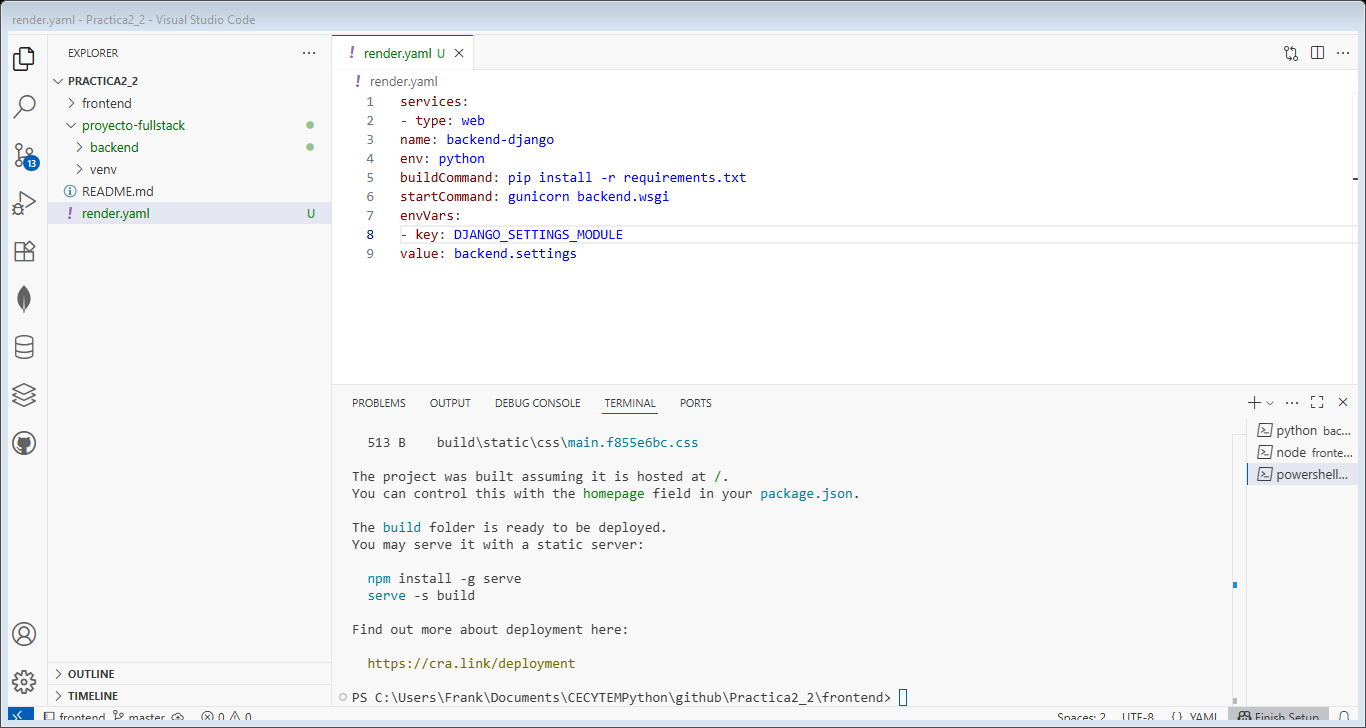 render.yaml - Practica2_2 - Visual Studio Code
EXPLORER
PRACTICA2_2
frontend
proyecto-fullstack
backend
venv
README.md
render.yaml U
13
OUTLINE
TIMELINE
render.yaml U
render.yaml
1 services:
2 - type: web
3 name: backend-django
4 env: python
5 buildCommand: pip install -r requirements.txt
6 startCommand: gunicorn backend.wsgi
7 envVars:
8 - key: DJANGO_SETTINGS_MODULE
9 value: backend.settings
PROBLEMS OUTPUT DEBUG CONSOLE TERMINAL PORTS
513 B build\static\css\main.f855e6bc.css
The project was built assuming it is hosted at /.
You can control this with the homepage field in your package.json.
The build folder is ready to be deployed.
You may serve it with a static server:
npm install -g serve
serve -s build
Find out more about deployment here:
https://cra.link/deployment
PS C:\Users\Frank\Documents\CECYTEMPython\github\Practica2_2\frontend>
python bac...
node fronte...
powershell...
frontend master 0 0 Spaces: 2 UTF-8 {} YAML Finish Setup